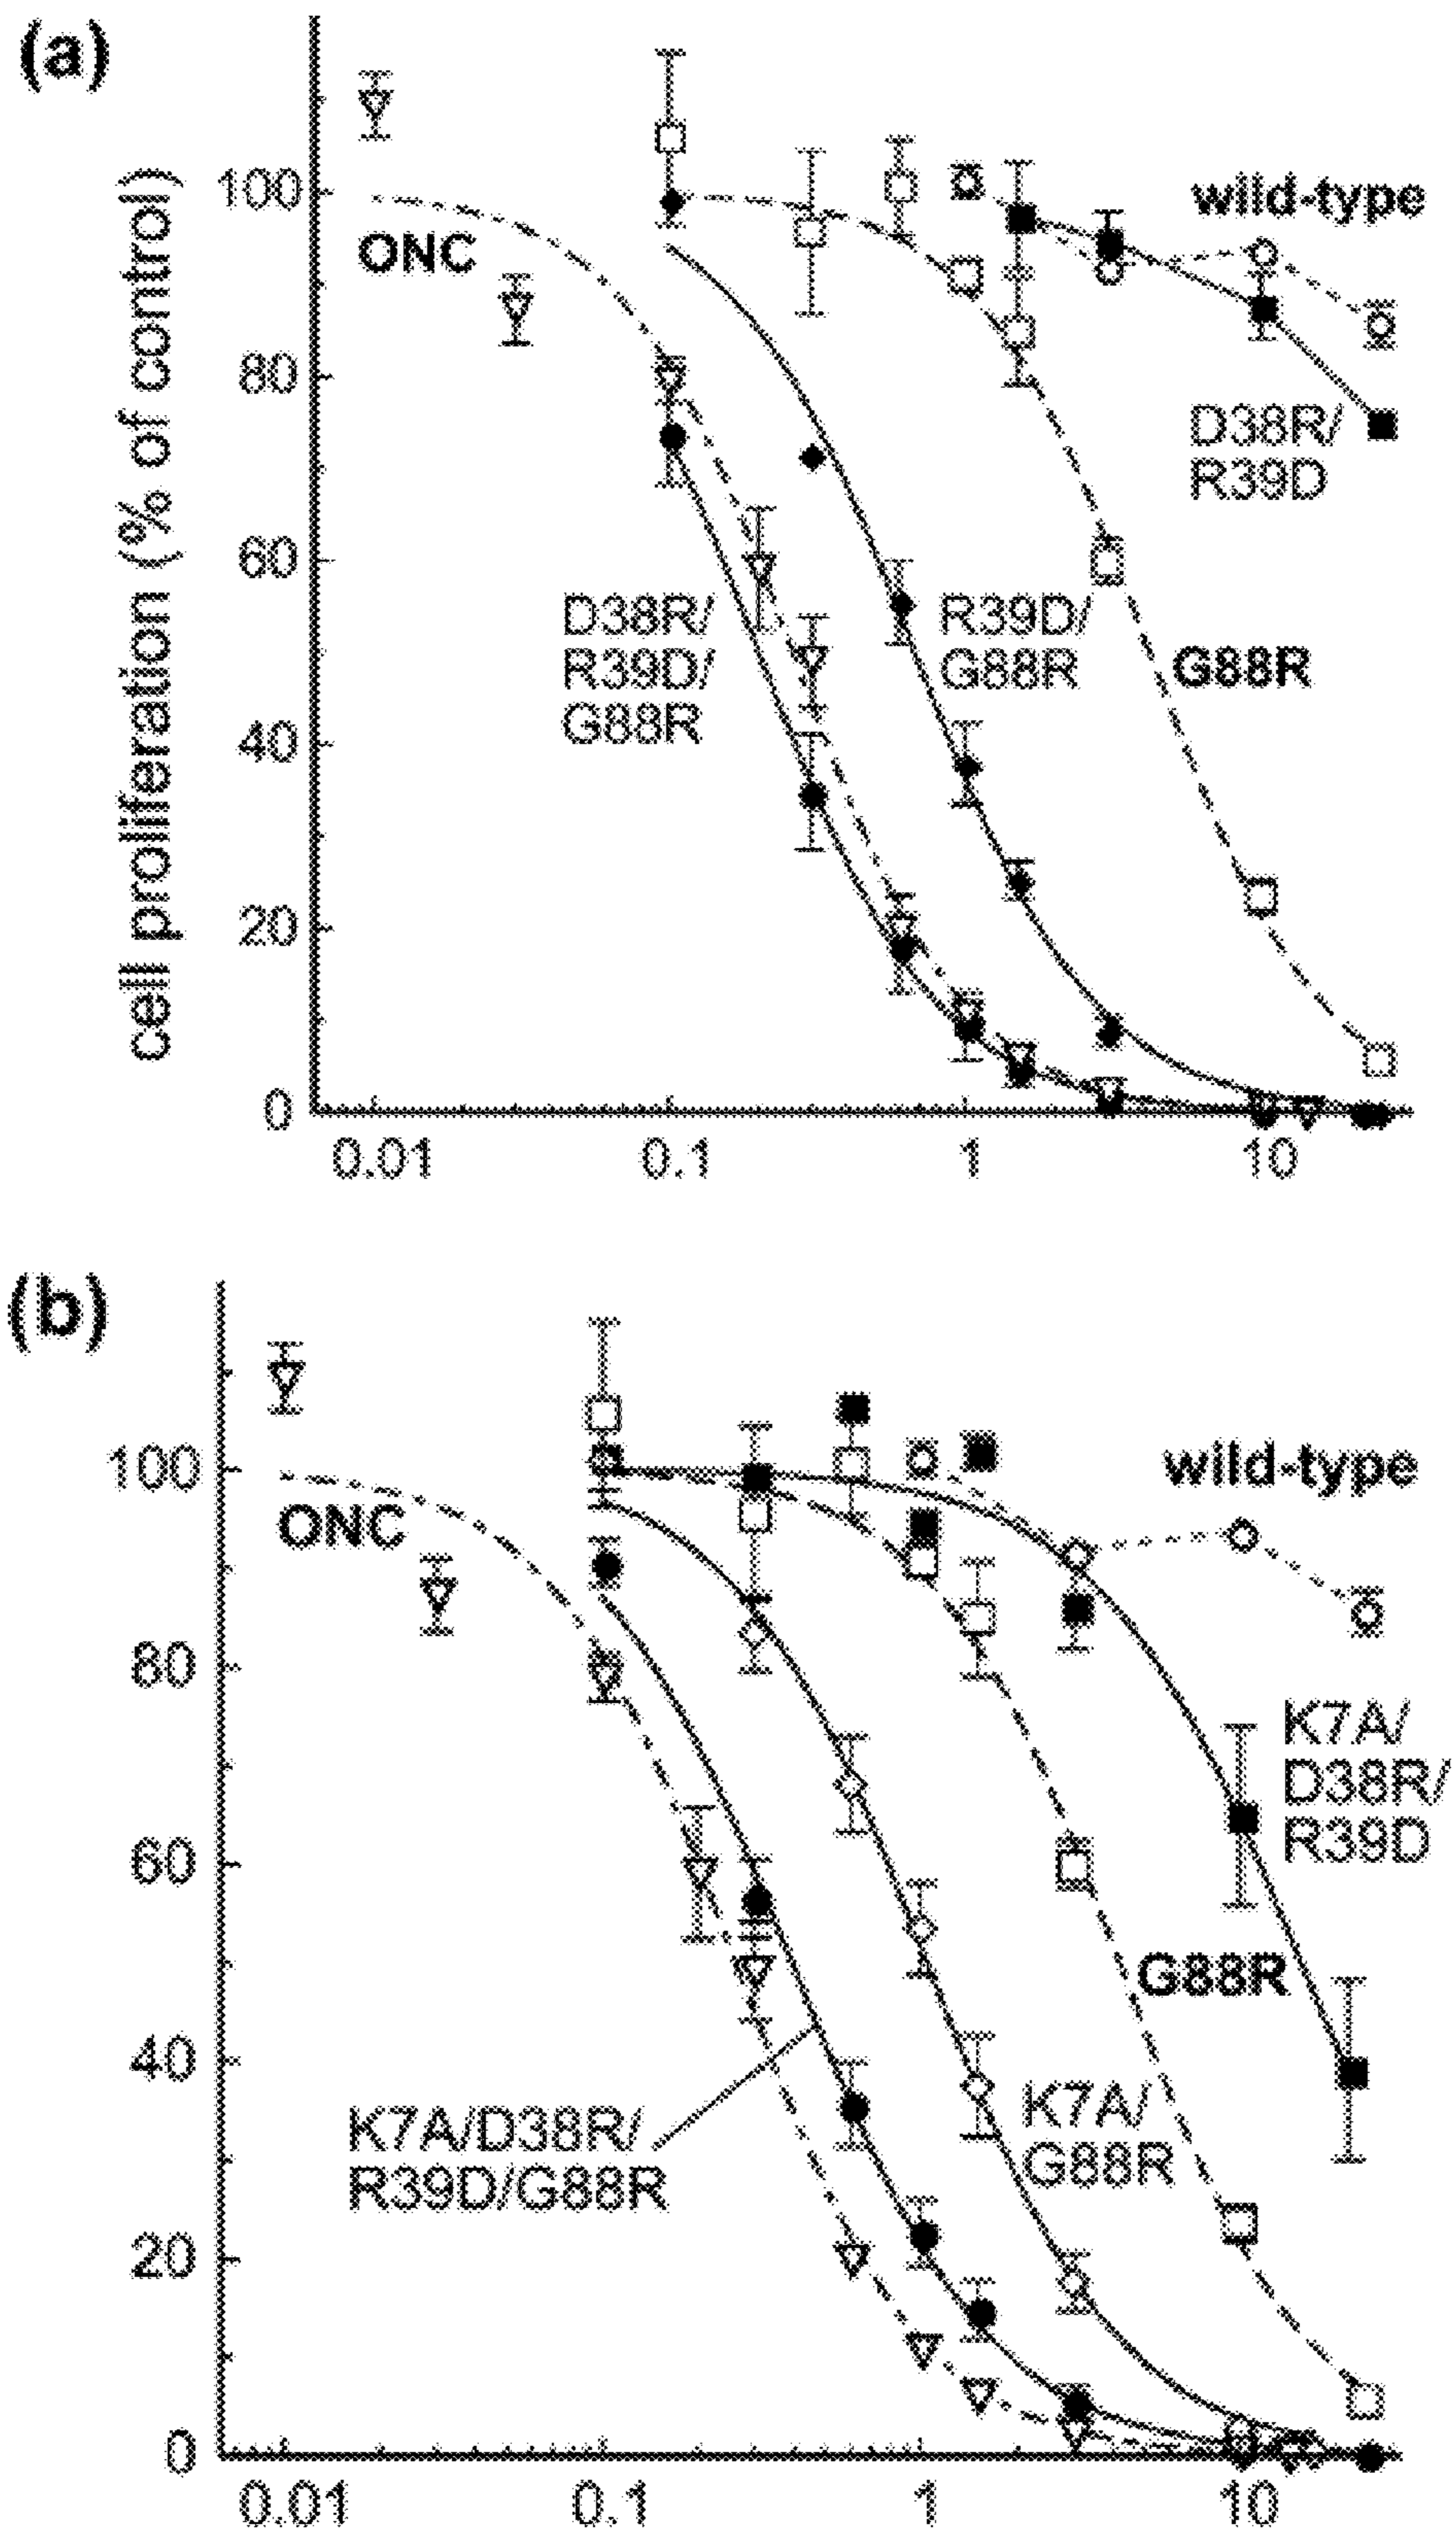 (a)
cell proliferation (% of control)
100
80
60
40
20
0
ONC
wild-type
D38R/
R39D
D38R/
R39D/
G88R
R39D/
G88R
G88R
0.01
0.1
1
10
(b)
100
80
60
40
20
0
ONC
wild-type
K7A/
D38R/
R39D
G88R
K7A/D38R/
R39D/G88R
K7A/
G88R
0.01
0.1
1
10